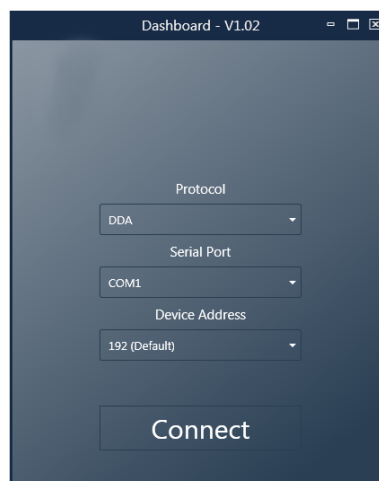 Dashboard - V1.02
Protocol
DDA
Serial Port
COM1
Device Address
192 (Default)
Connect